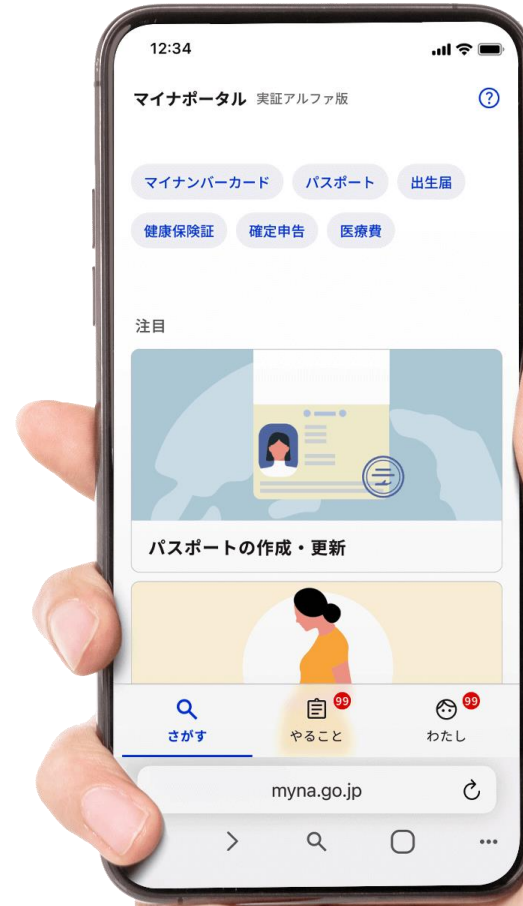 12:34
マイナポータル 実証アルファ版
マイナンバーカード パスポート 出生届
健康保険証 確定申告 医療費
注目
パスポートの作成・更新
99 99
さがす やること わたし
myna.go.jp